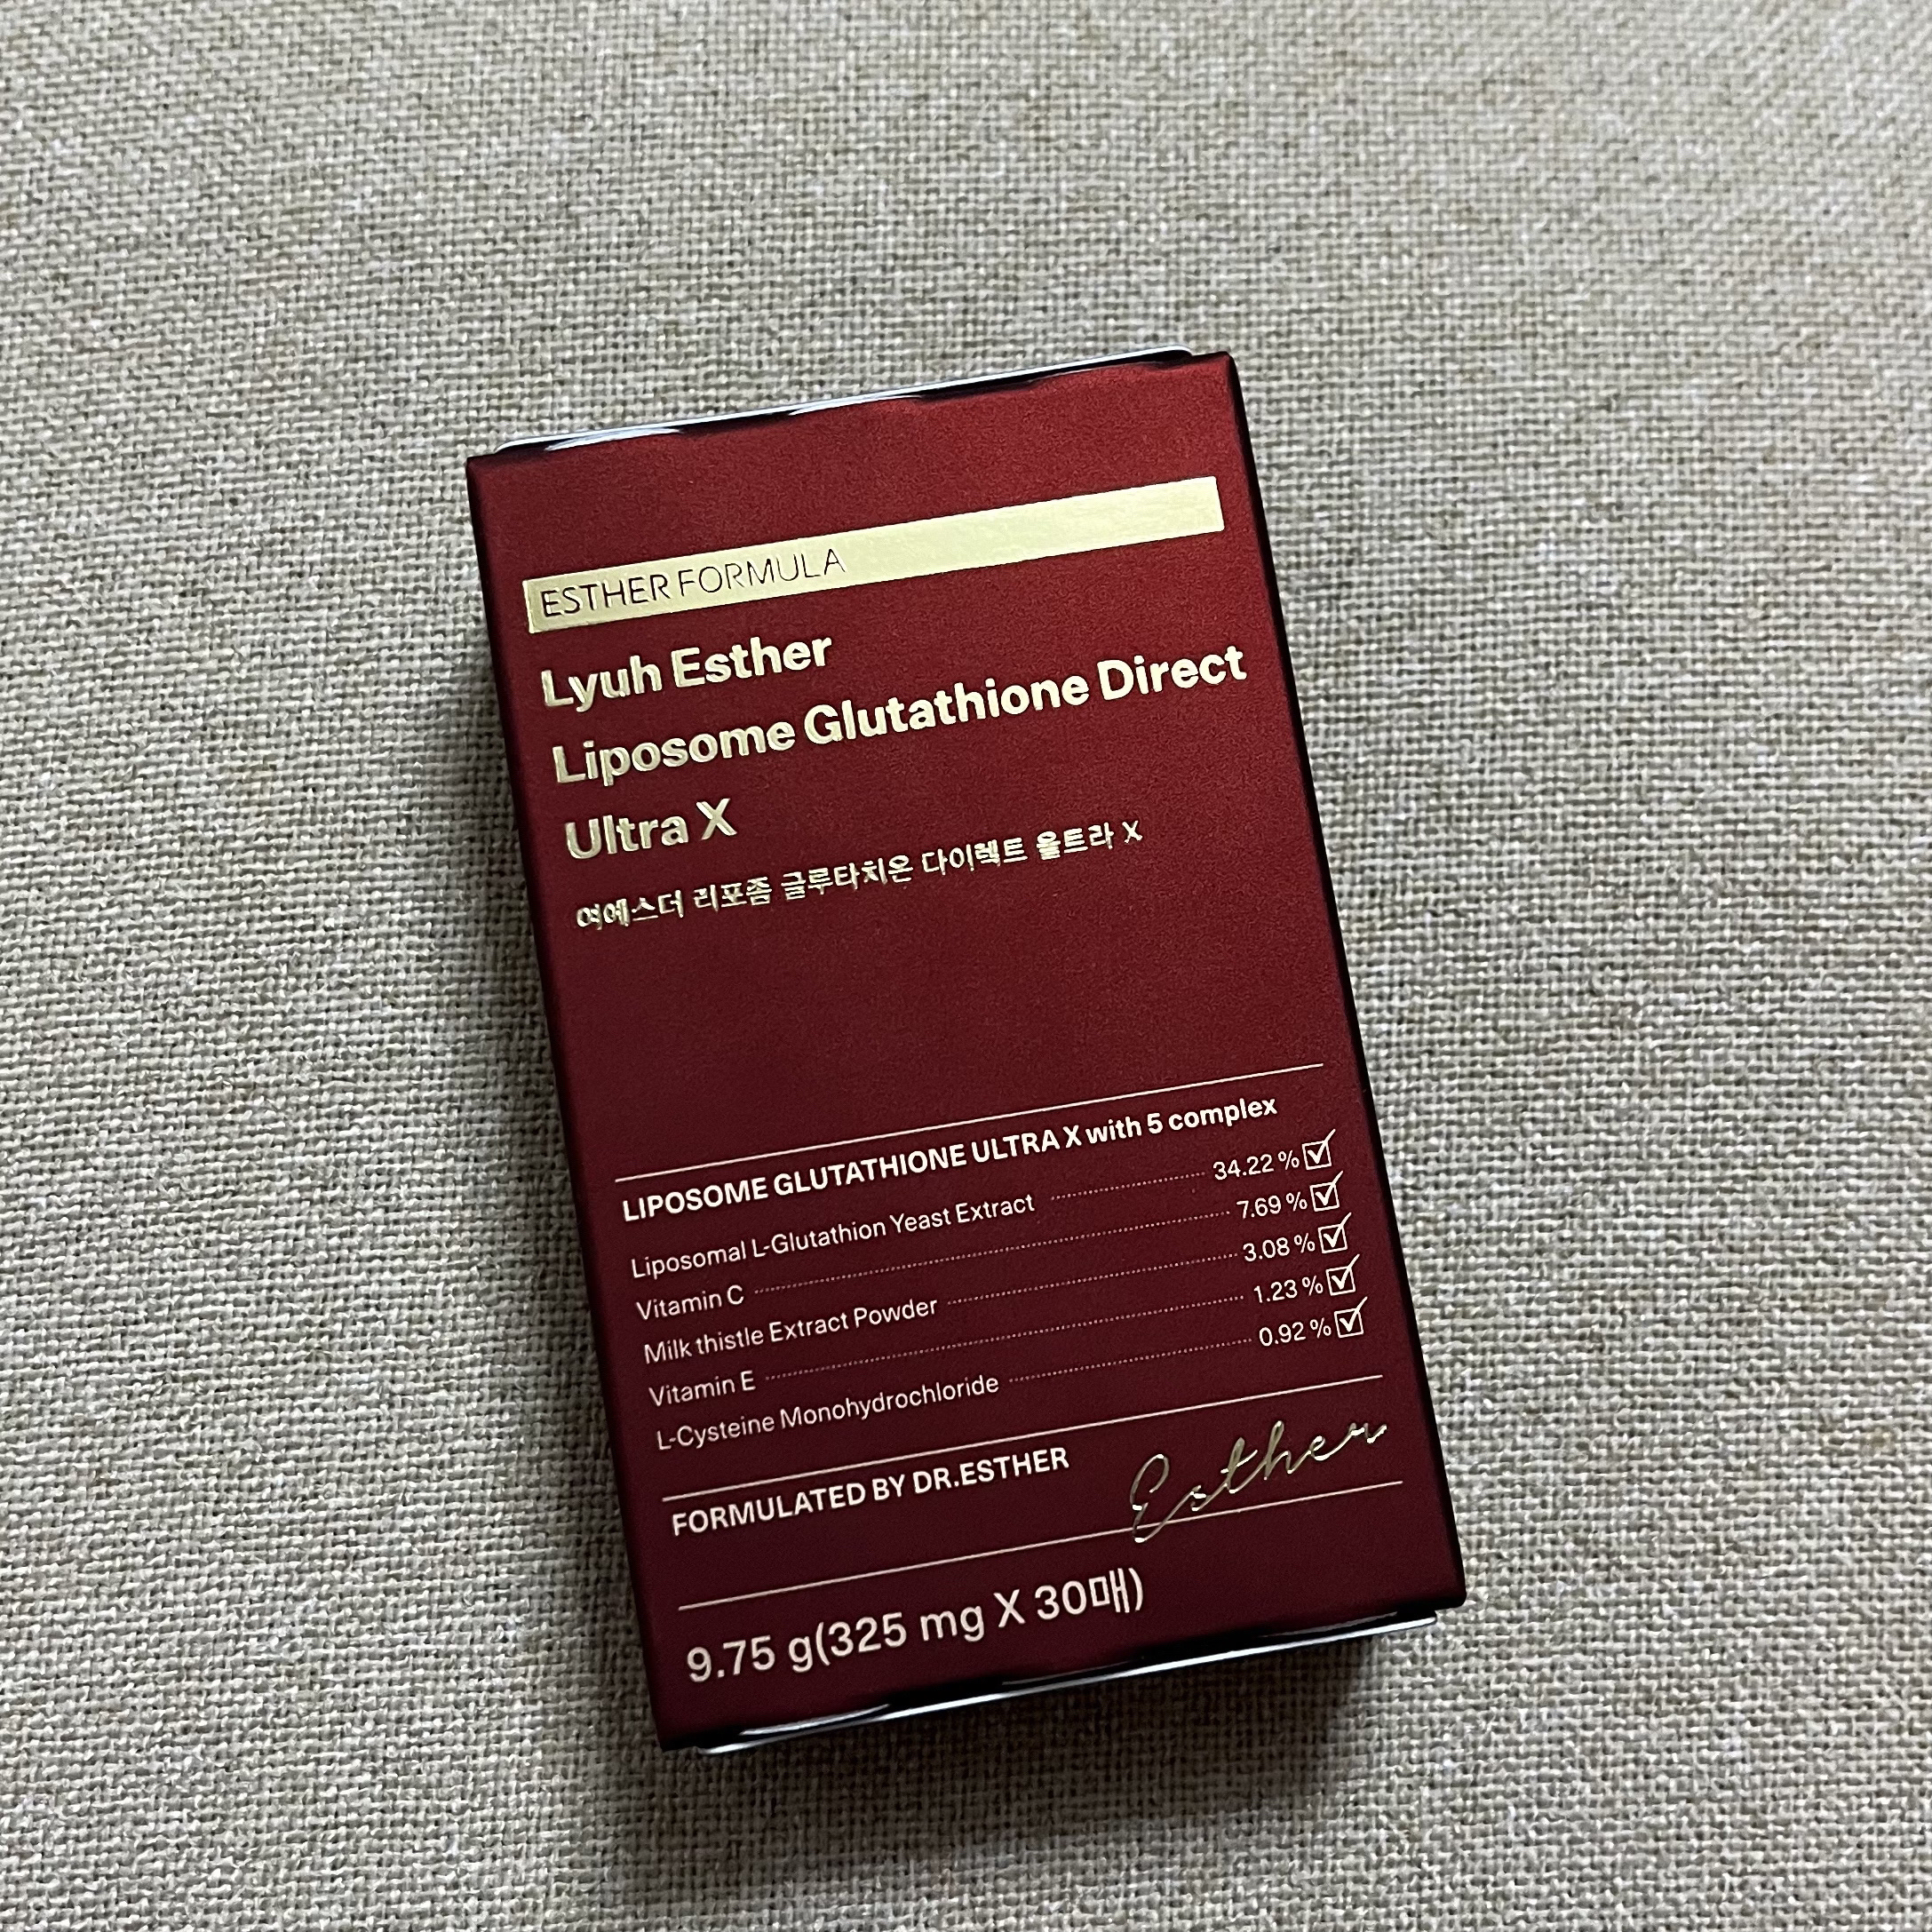 ESTHER FORMULA
Lyuh Esther
Liposome Glutathione Direct
Ultra X
여에스더 리포좀 글루타치온 다이렉트 울트라 X
LIPOSOME GLUTATHIONE ULTRA X with 5 complex
Liposomal L-Glutathion Yeast Extract 34.22 %
Vitamin C 7.69 %
Milk thistle Extract Powder 3.08 %
Vitamin E 1.23 %
L-Cysteine Monohydrochloride 0.92 %
FORMULATED BY DR.ESTHER Esther
9.75 g(325 mg X 30매)